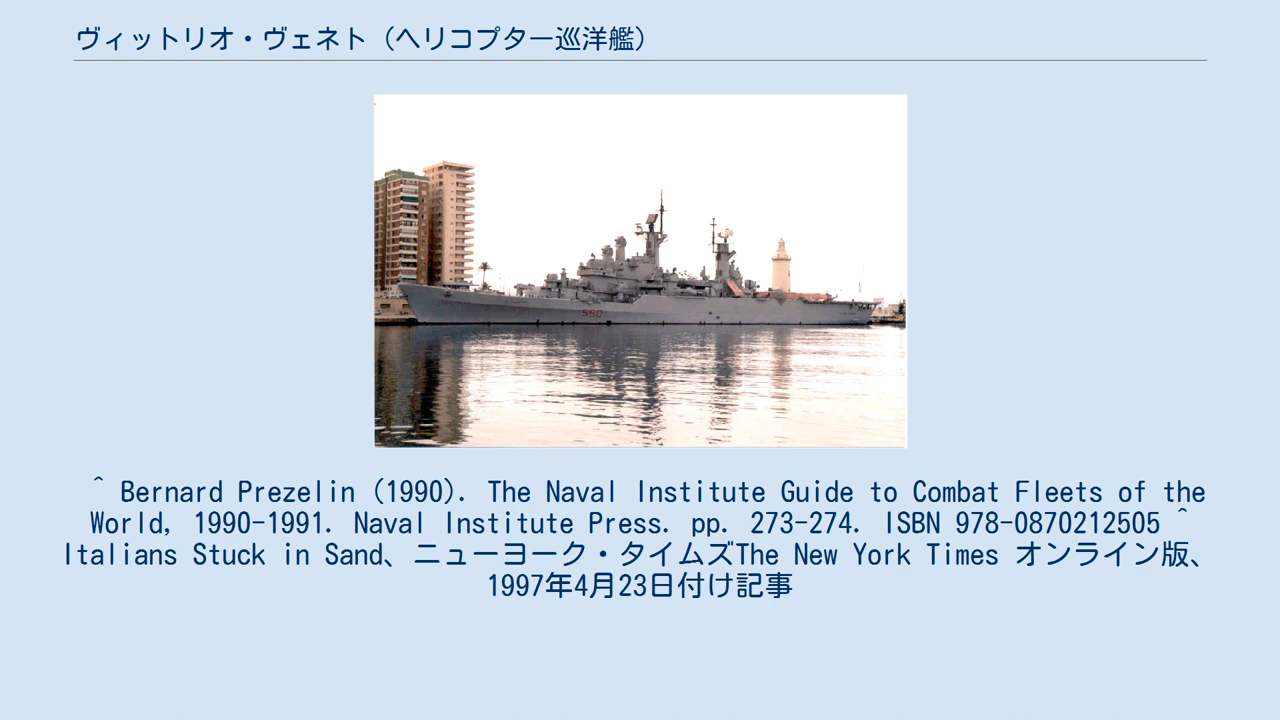 ヴィットリオ・ヴェネト（ヘリコプター巡洋艦）
550
^ Bernard Prezelin (1990). The Naval Institute Guide to Combat Fleets of the
World, 1990-1991. Naval Institute Press. pp. 273-274. ISBN 978-0870212505 ^
Italians Stuck in Sand、ニューヨーク・タイムズThe New York Times オンライン版、
1997年4月23日付け記事